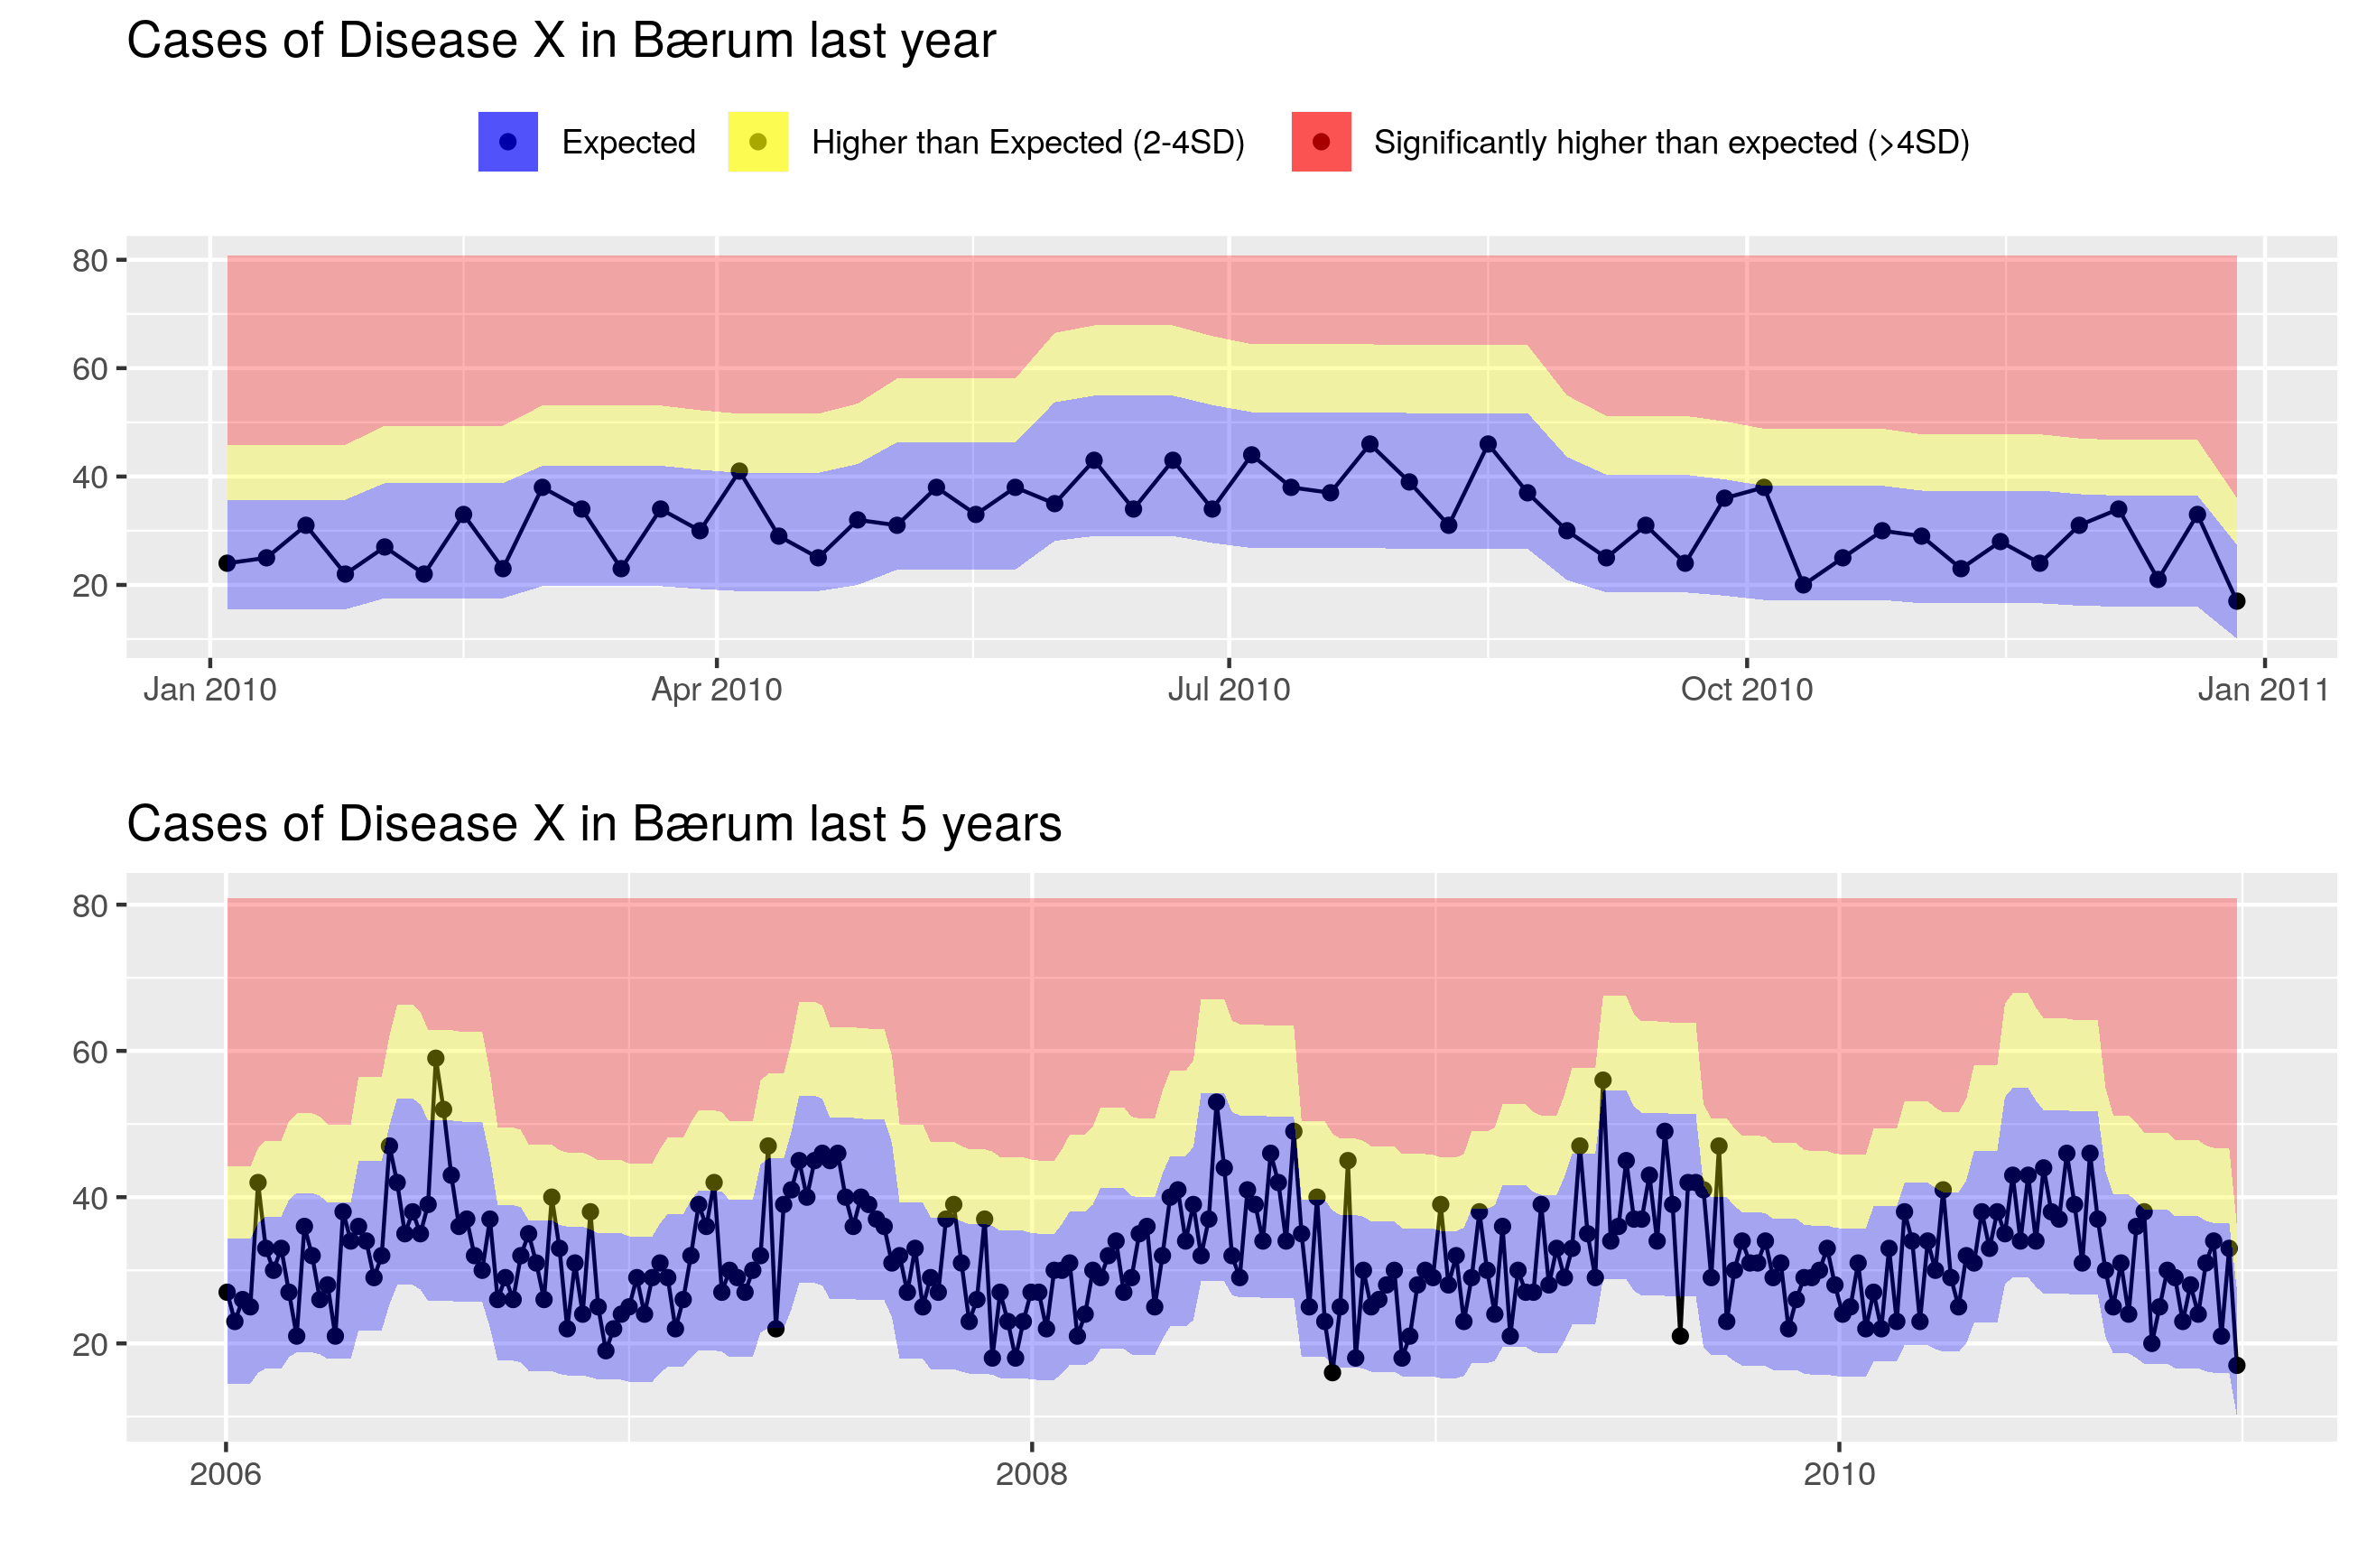 Cases of Disease X in Bærum last year
Expected Higher than Expected (2-4SD) Significantly higher than expected (>4SD)
80
60
40
20
Jan 2010 Apr 2010 Jul 2010 Oct 2010 Jan 2011
Cases of Disease X in Bærum last 5 years
80
60
40
20
2006 2008 2010